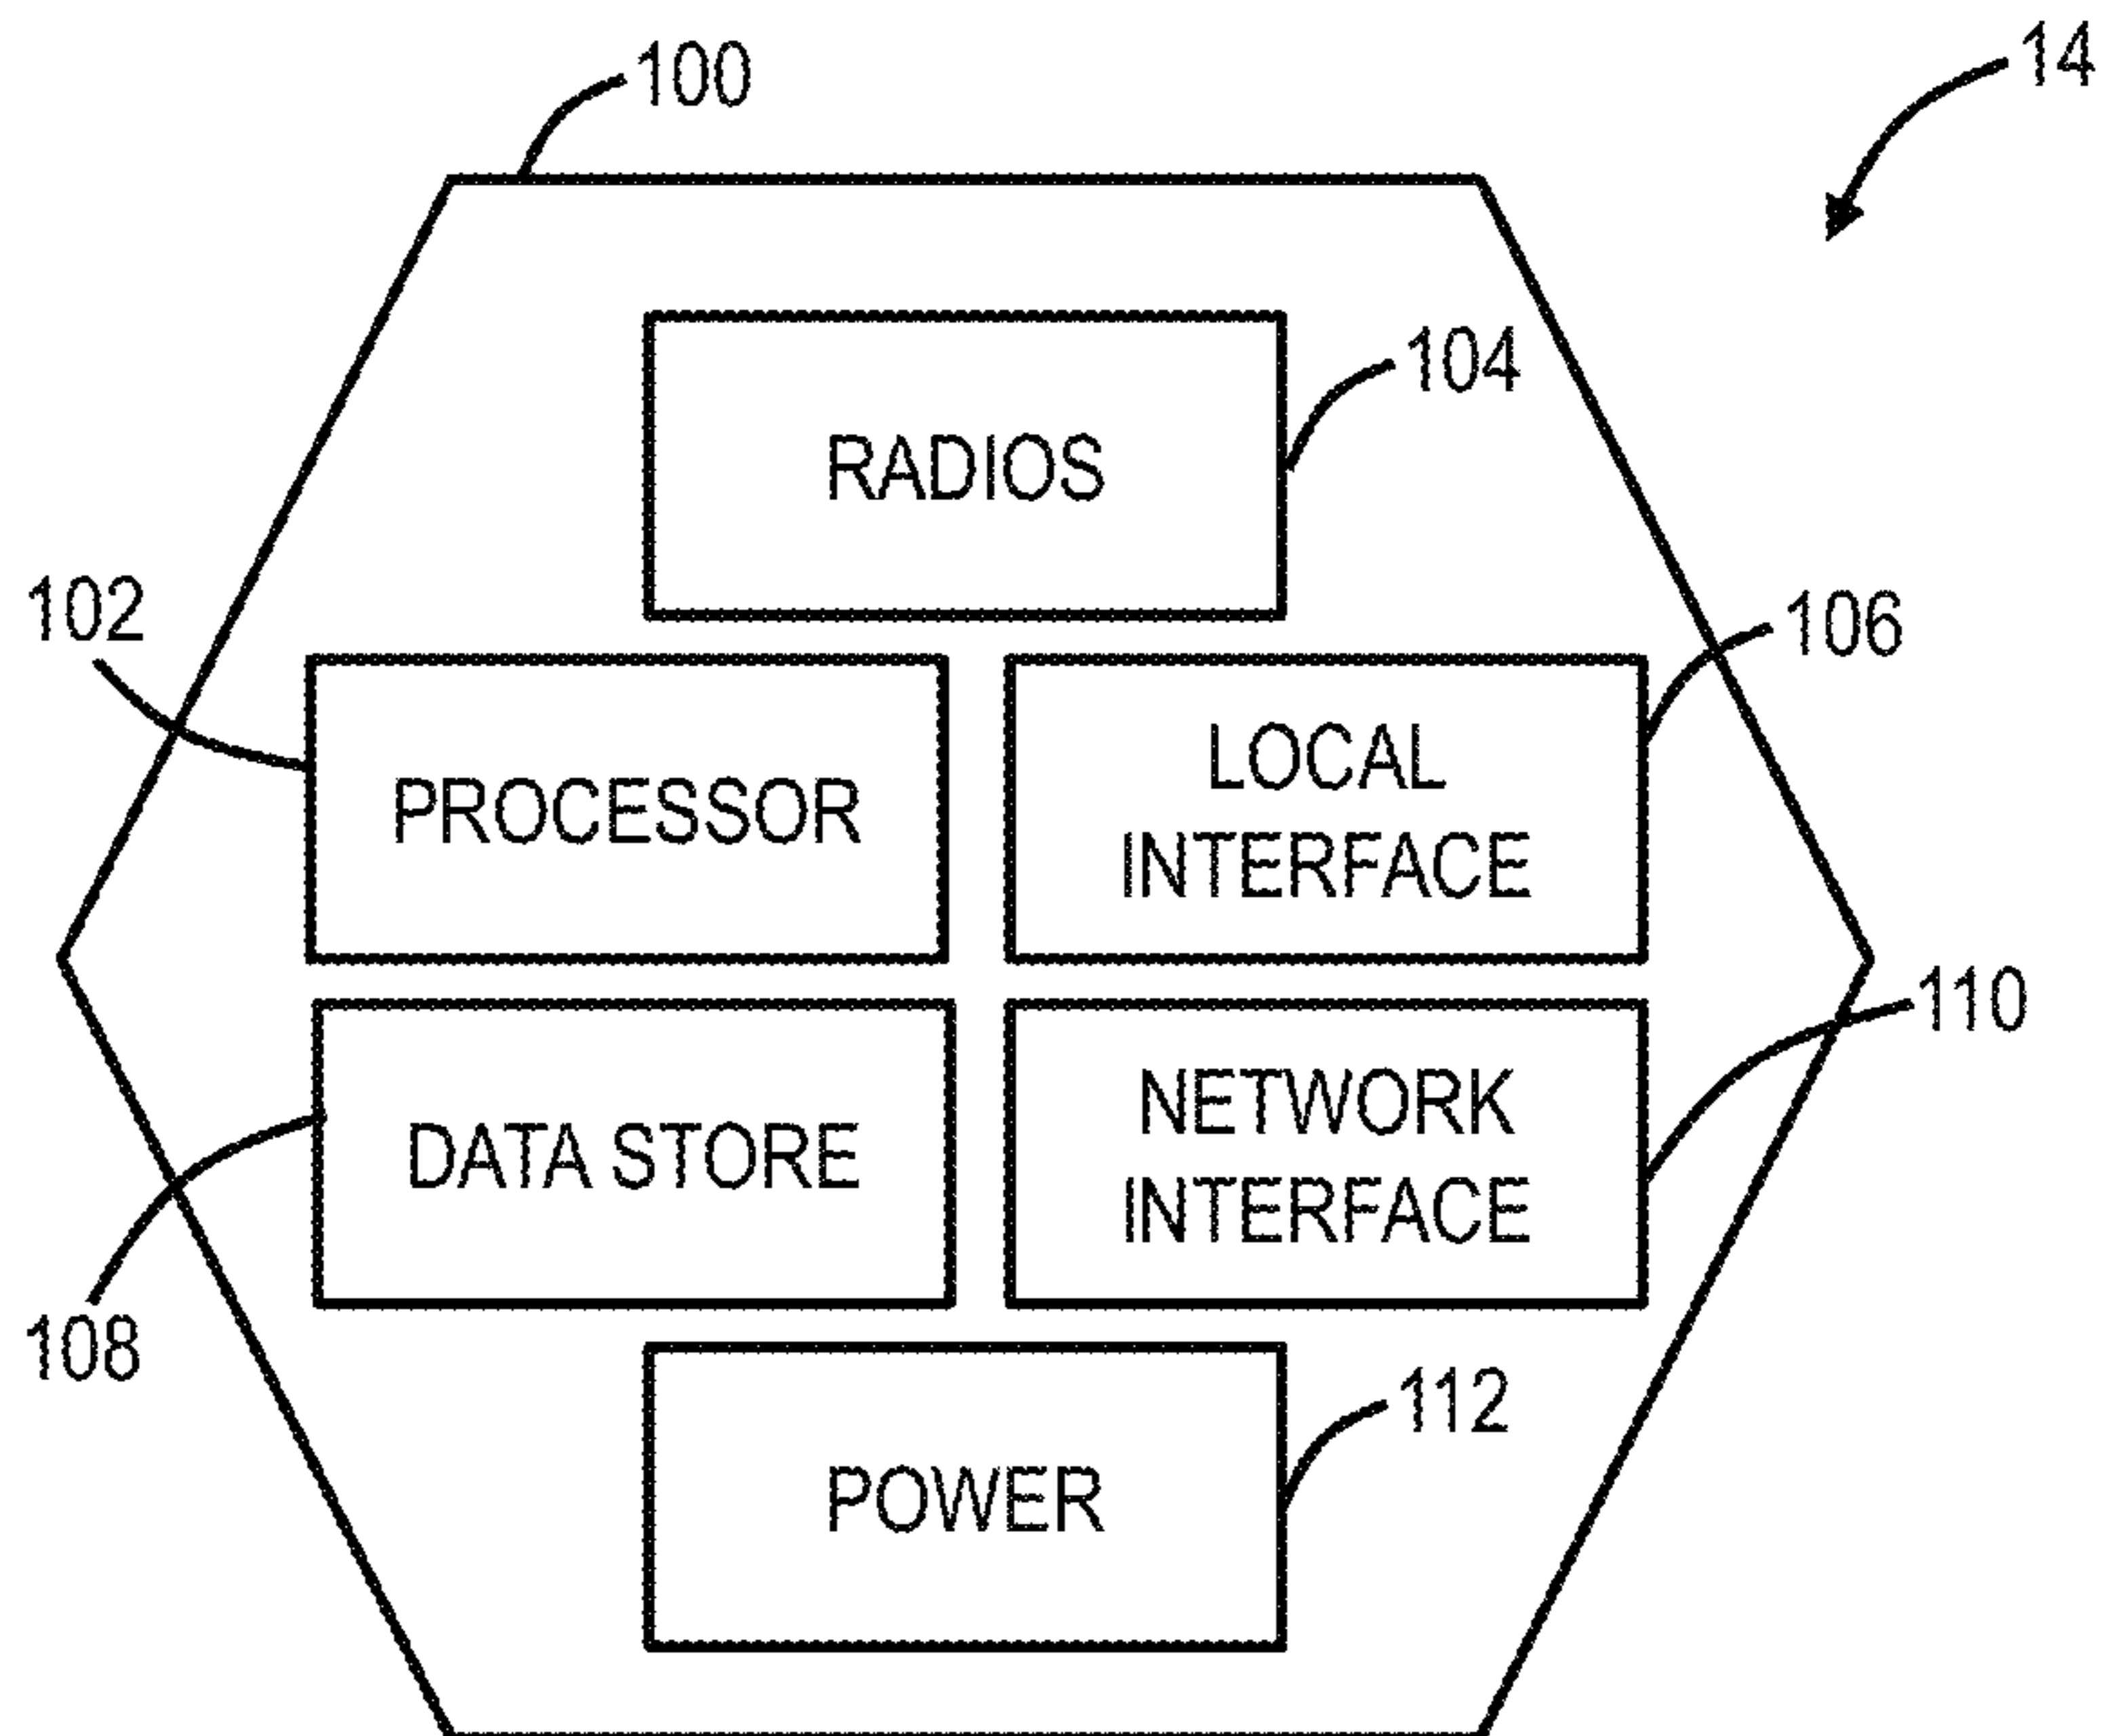 100
14
RADIOS
104
102
106
PROCESSOR
LOCAL
INTERFACE
110
DATA STORE
NETWORK
INTERFACE
108
POWER
112